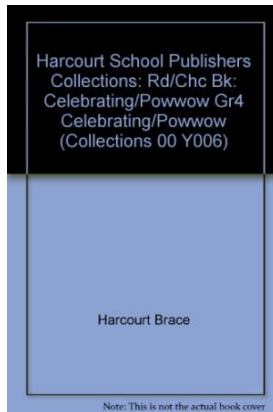 Harcourt School Publishers
Collections: Rd/Chc Bk:
Celebrating/Powwow Gr4
Celebrating/Powwow
(Collections 00 Y006)
Harcourt Brace
Note: This is not the actual book cover